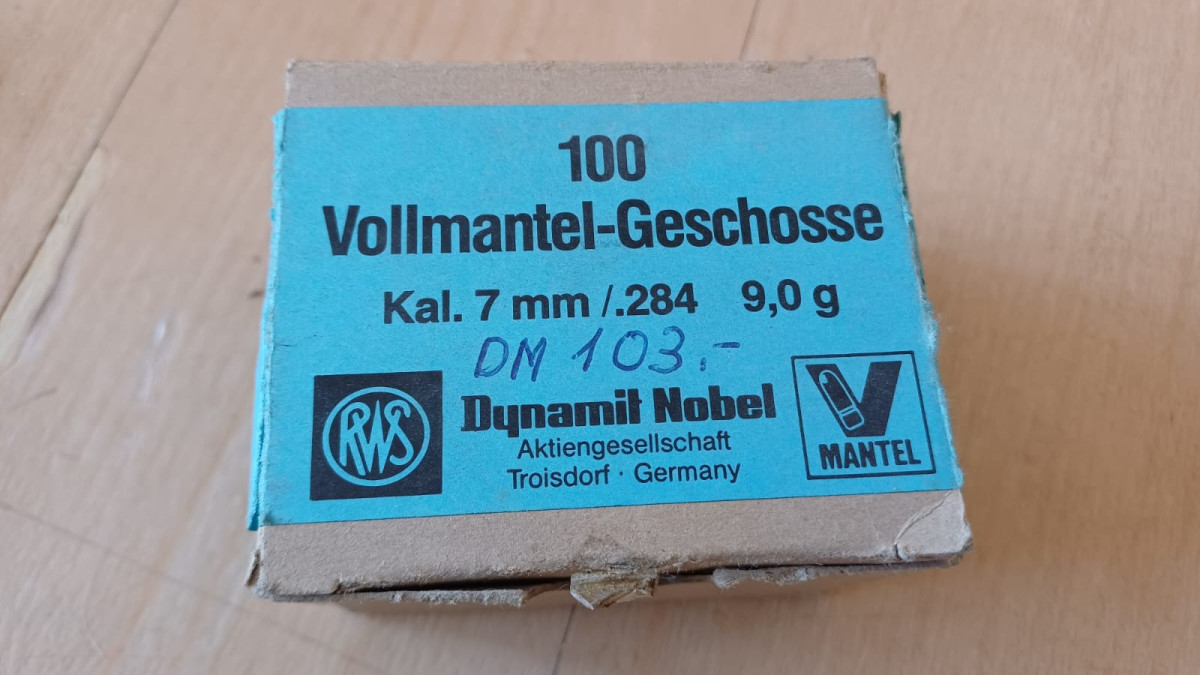 100
Vollmantel-Geschosse
Kal. 7 mm /.284 9,0 g
DM 103.-
RWS
Dynamit Nobel
Aktiengesellschaft
Troisdorf · Germany
V
MANTEL